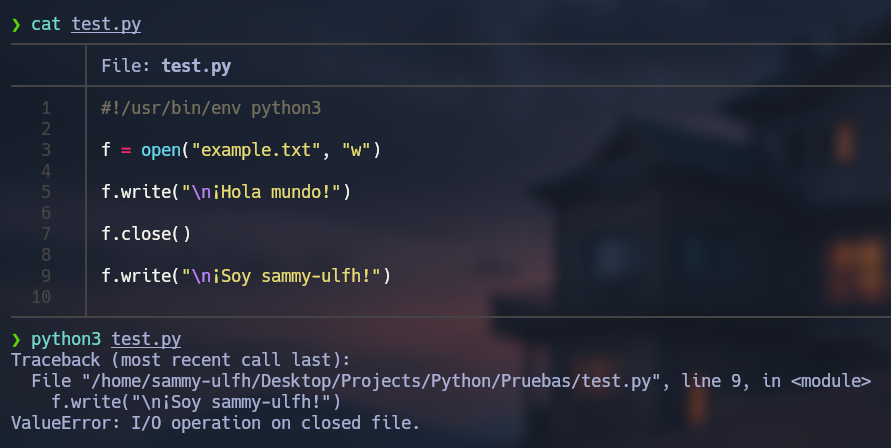 ❯ cat test.py
File: test.py
1 #!/usr/bin/env python3
2
3 f = open("example.txt", "w")
4
5 f.write("\n¡Hola mundo!")
6
7 f.close()
8
9 f.write("\n¡Soy sammy-ulfh!")
10
❯ python3 test.py
Traceback (most recent call last):
  File "/home/sammy-ulfh/Desktop/Projects/Python/Pruebas/test.py", line 9, in <module>
    f.write("\n¡Soy sammy-ulfh!")
ValueError: I/O operation on closed file.